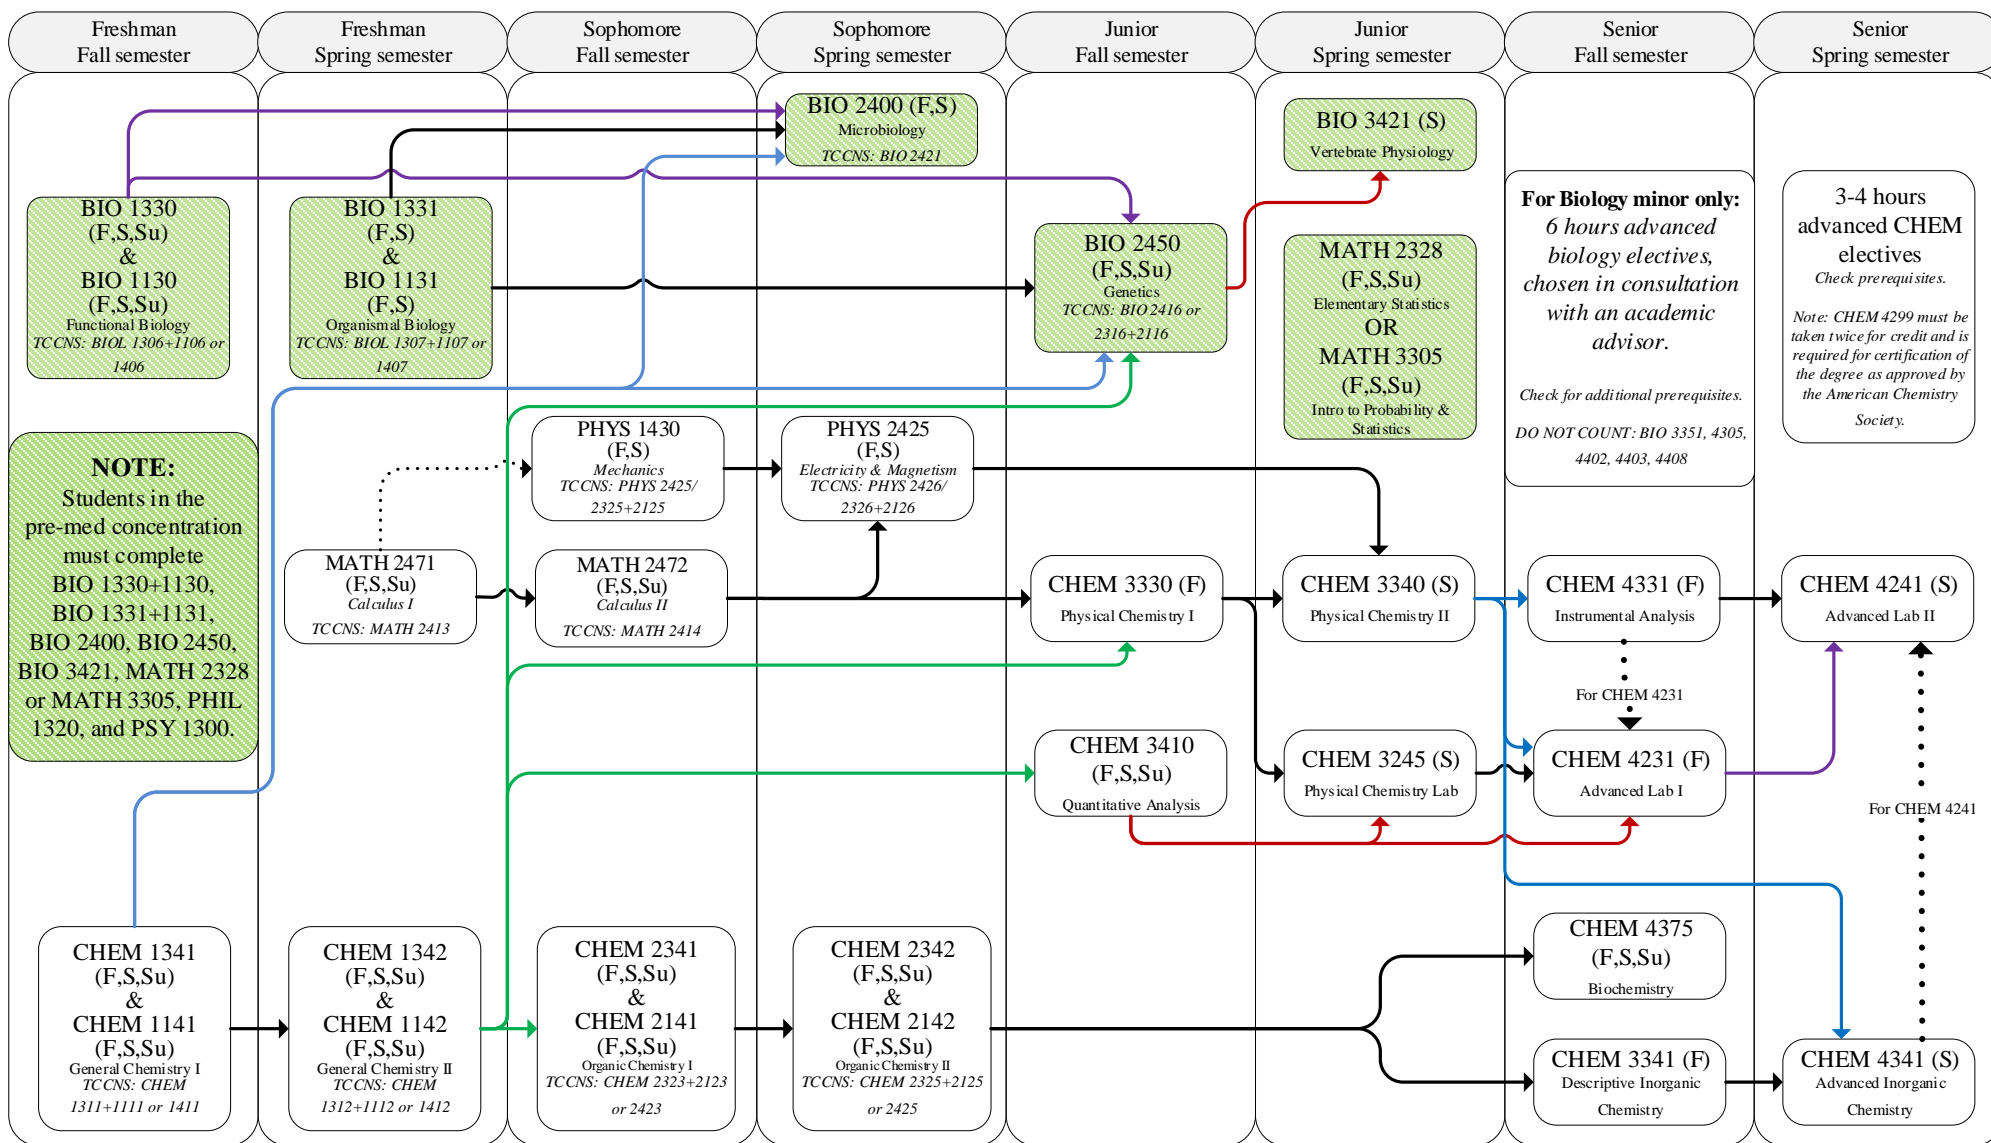 Freshman
Fall semester
Freshman
Spring semester
Sophomore
Fall semester
Sophomore
Spring semester
Junior
Fall semester
Junior
Spring semester
Senior
Fall semester
Senior
Spring semester
BIO 1330
(F,S,Su)
&
BIO 1130
(F,S,Su)
Functional Biology
TCCNS: BIOL 1306+1106 or
1406
NOTE:
Students in the
pre-med concentration
must complete
BIO 1330+1130,
BIO 1331+1131,
BIO 2400, BIO 2450,
BIO 3421, MATH 2328
or MATH 3305, PHIL
1320, and PSY 1300.
CHEM 1341
(F,S,Su)
&
CHEM 1141
(F,S,Su)
General Chemistry I
TCCNS: CHEM
1311+1111 or 1411
BIO 1331
(F,S)
&
BIO 1131
(F,S)
Organismal Biology
TCCNS: BIOL 1307+1107 or
1407
MATH 2471
(F,S,Su)
Calculus I
TCCNS: MATH 2413
CHEM 1342
(F,S,Su)
&
CHEM 1142
(F,S,Su)
General Chemistry II
TCCNS: CHEM
1312+1112 or 1412
PHYS 1430
(F,S)
Mechanics
TCCNS: PHYS 2425/
2325+2125
MATH 2472
(F,S,Su)
Calculus II
TCCNS: MATH 2414
CHEM 2341
(F,S,Su)
&
CHEM 2141
(F,S,Su)
Organic Chemistry I
TCCNS: CHEM 2323+2123
or 2423
BIO 2400 (F,S)
Microbiology
TCCNS: BIO 2421
PHYS 2425
(F,S)
Electricity & Magnetism
TCCNS: PHYS 2426/
2326+2126
CHEM 2342
(F,S,Su)
&
CHEM 2142
(F,S,Su)
Organic Chemistry II
TCCNS: CHEM 2325+2125
or 2425
BIO 2450
(F,S,Su)
Genetics
TCCNS: BIO 2416 or
2316+2116
CHEM 3330 (F)
Physical Chemistry I
CHEM 3410
(F,S,Su)
Quantitative Analysis
BIO 3421 (S)
Vertebrate Physiology
MATH 2328
(F,S,Su)
Elementary Statistics
OR
MATH 3305
(F,S,Su)
Intro to Probability &
Statistics
CHEM 3340 (S)
Physical Chemistry II
CHEM 3245 (S)
Physical Chemistry Lab
For Biology minor only:
6 hours advanced
biology electives,
chosen in consultation
with an academic
advisor.
Check for additional prerequisites.
DO NOT COUNT: BIO 3351, 4305,
4402, 4403, 4408
CHEM 4331 (F)
Instrumental Analysis
For CHEM 4231
CHEM 4231 (F)
Advanced Lab I
CHEM 4375
(F,S,Su)
Biochemistry
CHEM 3341 (F)
Descriptive Inorganic
Chemistry
3-4 hours
advanced CHEM
electives
Check prerequisites.
Note: CHEM 4299 must be
taken twice for credit and is
required for certification of
the degree as approved by
the American Chemistry
Society.
CHEM 4241 (S)
Advanced Lab II
For CHEM 4241
CHEM 4341 (S)
Advanced Inorganic
Chemistry